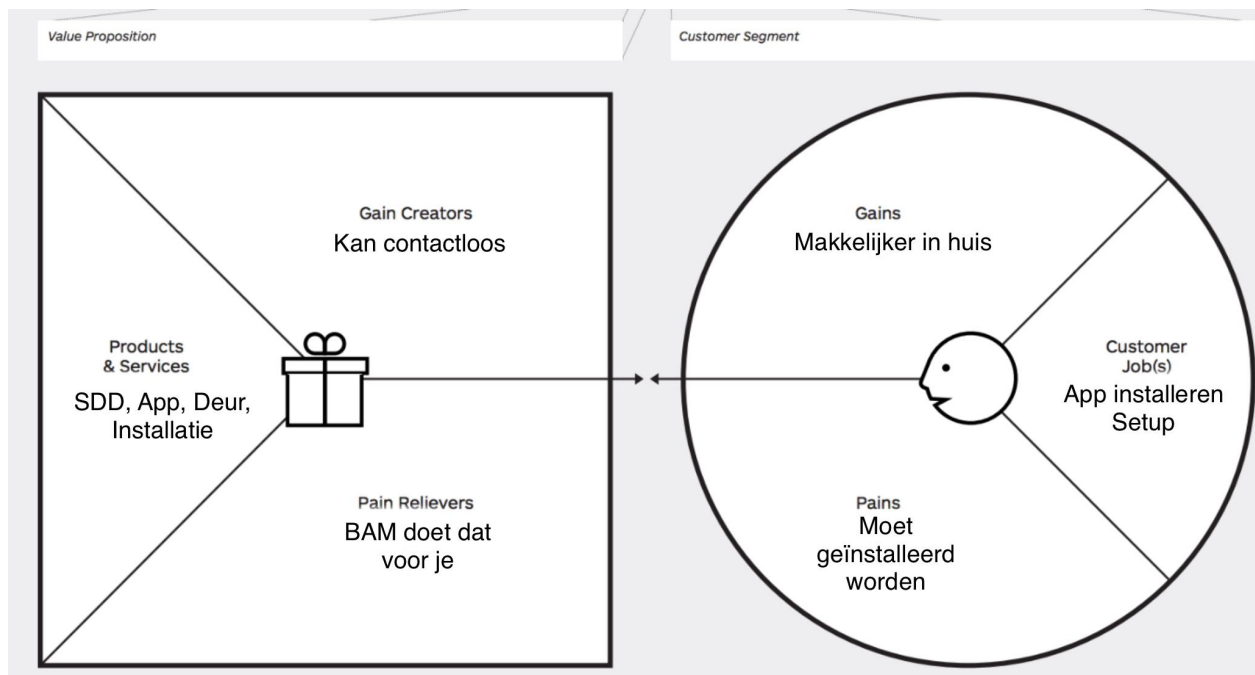 Value Proposition
Customer Segment
Gain Creators
Kan contactloos
Products
& Services
SDD, App, Deur,
Installatie
Pain Relievers
BAM doet dat
voor je
Gains
Makkelijker in huis
Customer
Job(s)
App installeren
Setup
Pains
Moet
geïnstalleerd
worden